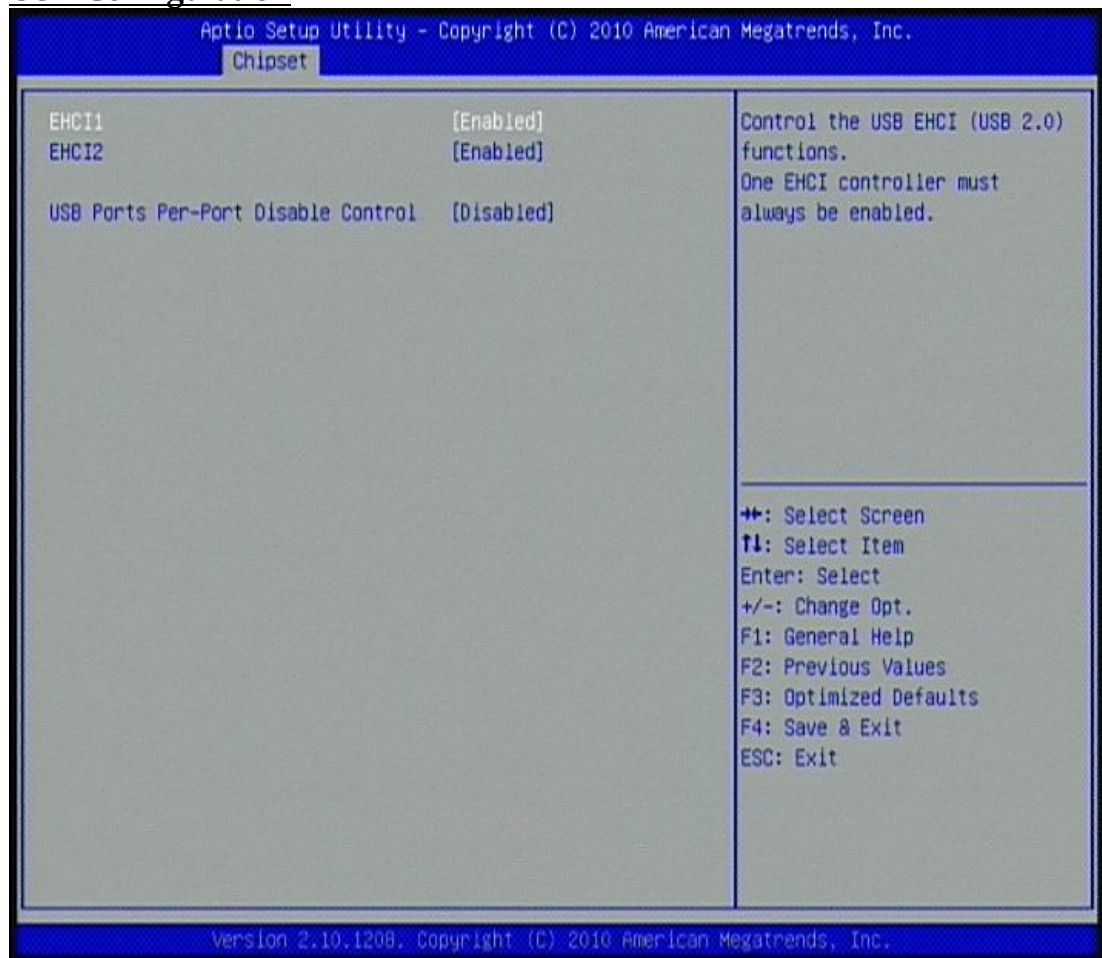 Aptio Setup Utility - Copyright (C) 2010 American Megatrends, Inc.
Chipset
EHCI1 [Enabled]
EHCI2 [Enabled]
USB Ports Per-Port Disable Control [Disabled]
Control the USB EHCI (USB 2.0)
functions.
One EHCI controller must
always be enabled.
→←: Select Screen
↑↓: Select Item
Enter: Select
+/-: Change Opt.
F1: General Help
F2: Previous Values
F3: Optimized Defaults
F4: Save & Exit
ESC: Exit
Version 2.10.1208. Copyright (C) 2010 American Megatrends, Inc.